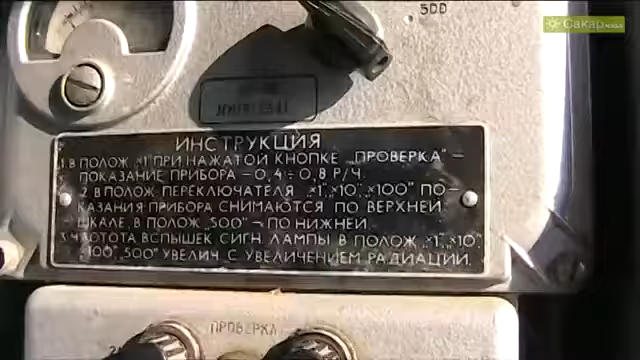 500
Сакар
ИНСТРУКЦИЯ
1. В ПОЛОЖ. „×1" ПРИ НАЖАТОЙ КНОПКЕ „ПРОВЕРКА" –
ПОКАЗАНИЕ ПРИБОРА – 0,4 ÷ 0,8 Р/Ч.
2. В ПОЛОЖ. ПЕРЕКЛЮЧАТЕЛЯ „×1", „×10", „×100" ПО-
КАЗАНИЯ ПРИБОРА СНИМАЮТСЯ ПО ВЕРХНЕЙ
ШКАЛЕ, В ПОЛОЖ. „500" – ПО НИЖНЕЙ.
3. ЧАСТОТА ВСПЫШЕК СИГН. ЛАМПЫ В ПОЛОЖ. „×1", „×10",
„×100", „500" УВЕЛИЧ. С УВЕЛИЧЕНИЕМ РАДИАЦИИ.
ПРОВЕРКА